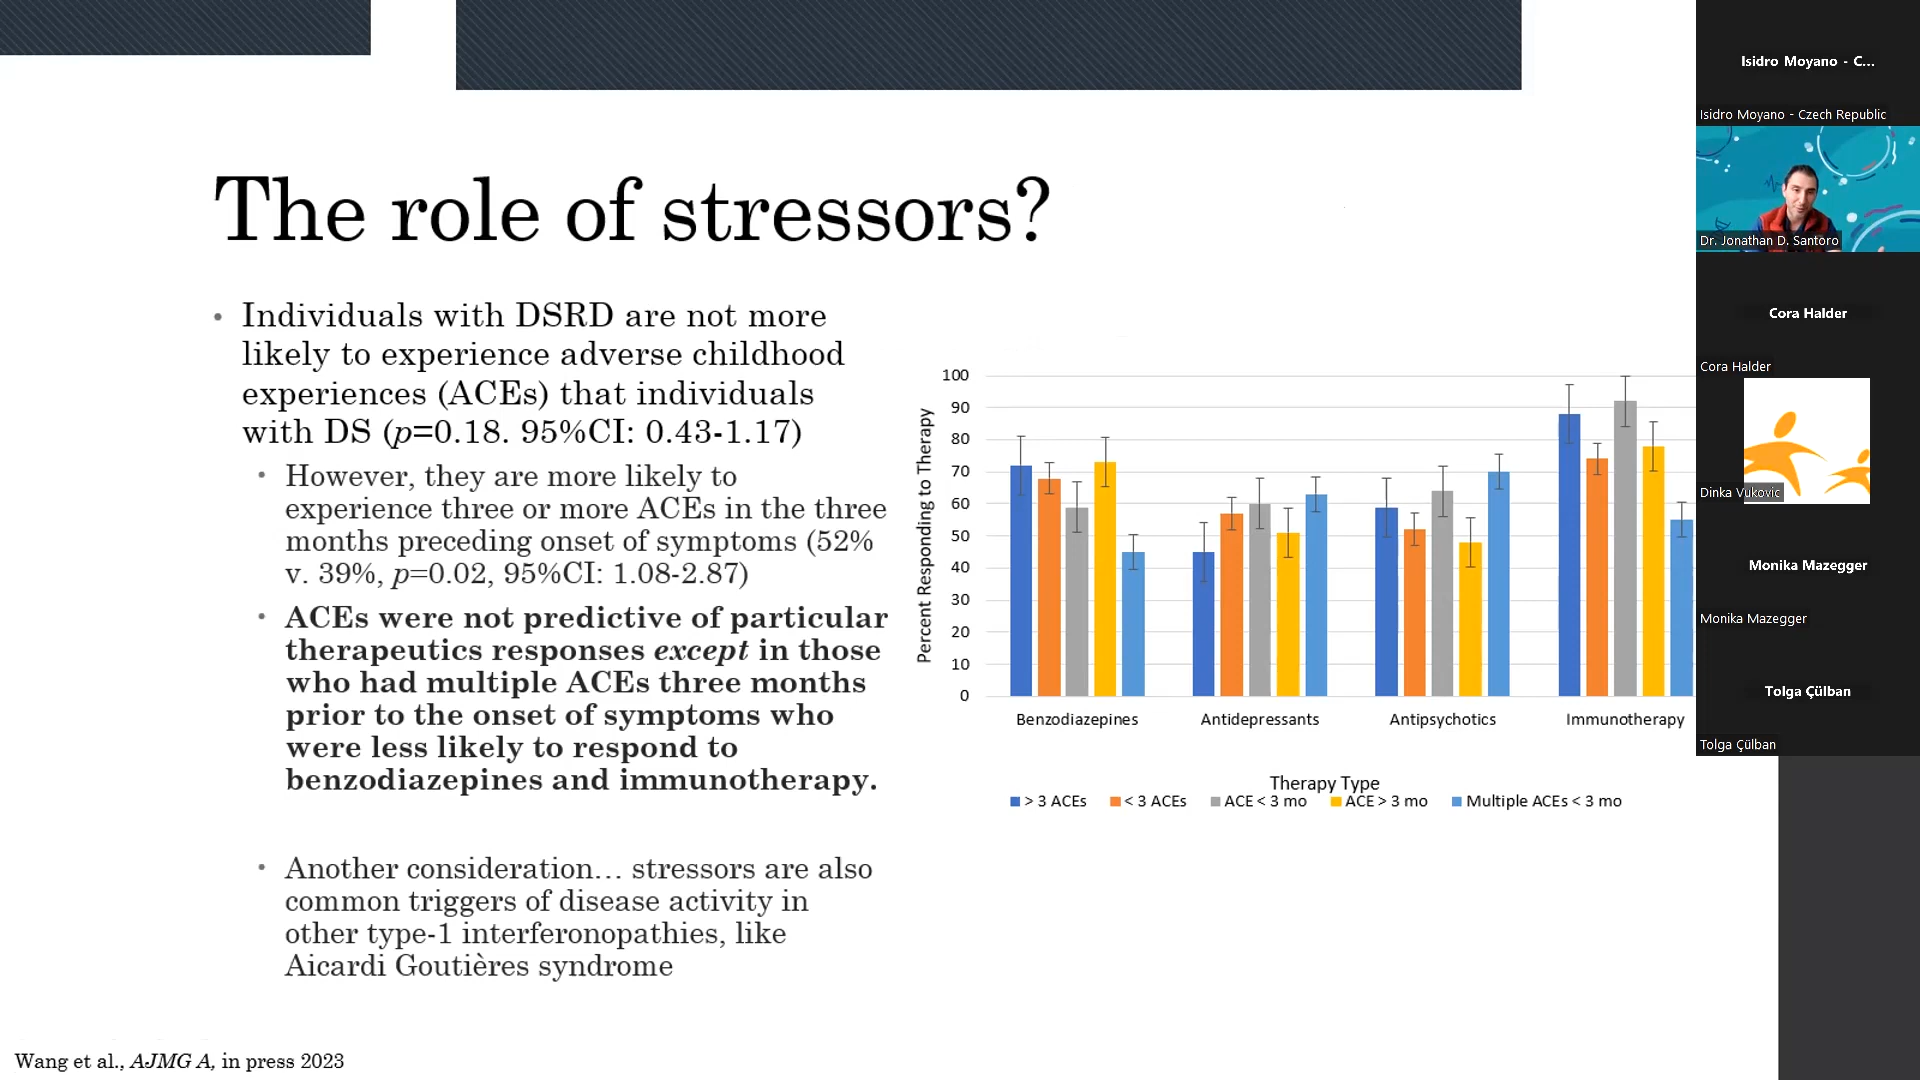 The role of stressors?
• Individuals with DSRD are not more
likely to experience adverse childhood
experiences (ACEs) that individuals
with DS (p=0.18. 95%CI: 0.43-1.17)
• However, they are more likely to
experience three or more ACEs in the three
months preceding onset of symptoms (52%
v. 39%, p=0.02, 95%CI: 1.08-2.87)
• ACEs were not predictive of particular
therapeutics responses except in those
who had multiple ACEs three months
prior to the onset of symptoms who
were less likely to respond to
benzodiazepines and immunotherapy.
• Another consideration… stressors are also
common triggers of disease activity in
other type-1 interferonopathies, like
Aicardi Goutières syndrome
Wang et al., AJMG A, in press 2023
Percent Responding to Therapy
100
90
80
70
60
50
40
30
20
10
0
Benzodiazepines Antidepressants Antipsychotics Immunotherapy
Therapy Type
> 3 ACEs < 3 ACEs ACE < 3 mo ACE > 3 mo Multiple ACEs < 3 mo
Isidro Moyano - C...
Isidro Moyano - Czech Republic
Dr. Jonathan D. Santoro
Cora Halder
Cora Halder
Dinka Vukovic
Monika Mazegger
Monika Mazegger
Tolga Çülban
Tolga Çülban